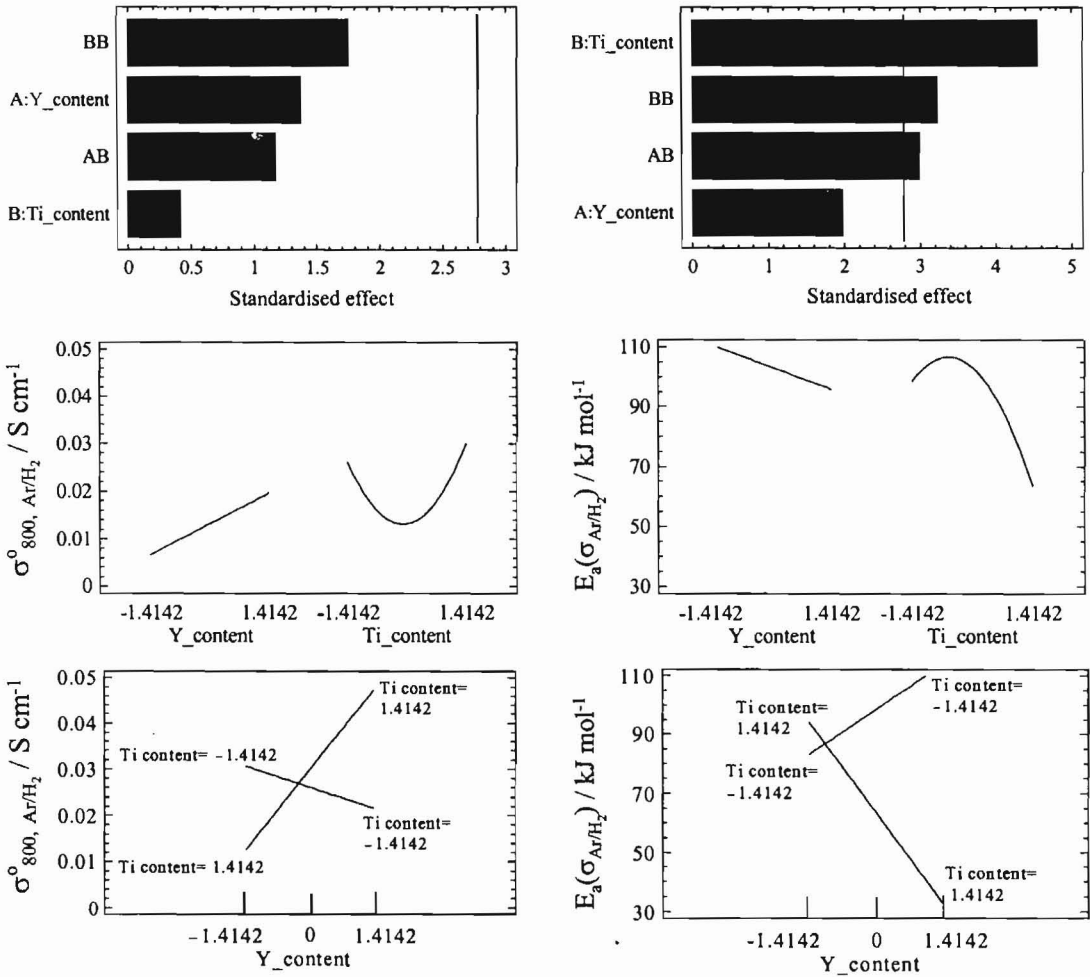 BB
A:Y_content
AB
B:Ti_content
0 0.5 1 1.5 2 2.5 3
Standardised effect
B:Ti_content
BB
AB
A:Y_content
0 1 2 3 4 5
Standardised effect
σ°800, Ar/H2 / S cm-1
0.05
0.04
0.03
0.02
0.01
0
-1.4142 1.4142 -1.4142 1.4142
Y_content Ti_content
Ea(σAr/H2) / kJ mol-1
110
90
70
50
30
-1.4142 1.4142 -1.4142 1.4142
Y_content Ti_content
σ°800, Ar/H2 / S cm-1
0.05
0.04
0.03
0.02
0.01
0
Ti content=
1.4142
Ti content= -1.4142
Ti content=
-1.4142
Ti content= 1.4142
-1.4142 0 1.4142
Y_content
Ea(σAr/H2) / kJ mol-1
110
90
70
50
30
Ti content=
-1.4142
Ti content=
1.4142
Ti content=
-1.4142
Ti content=
1.4142
-1.4142 0 1.4142
Y_content